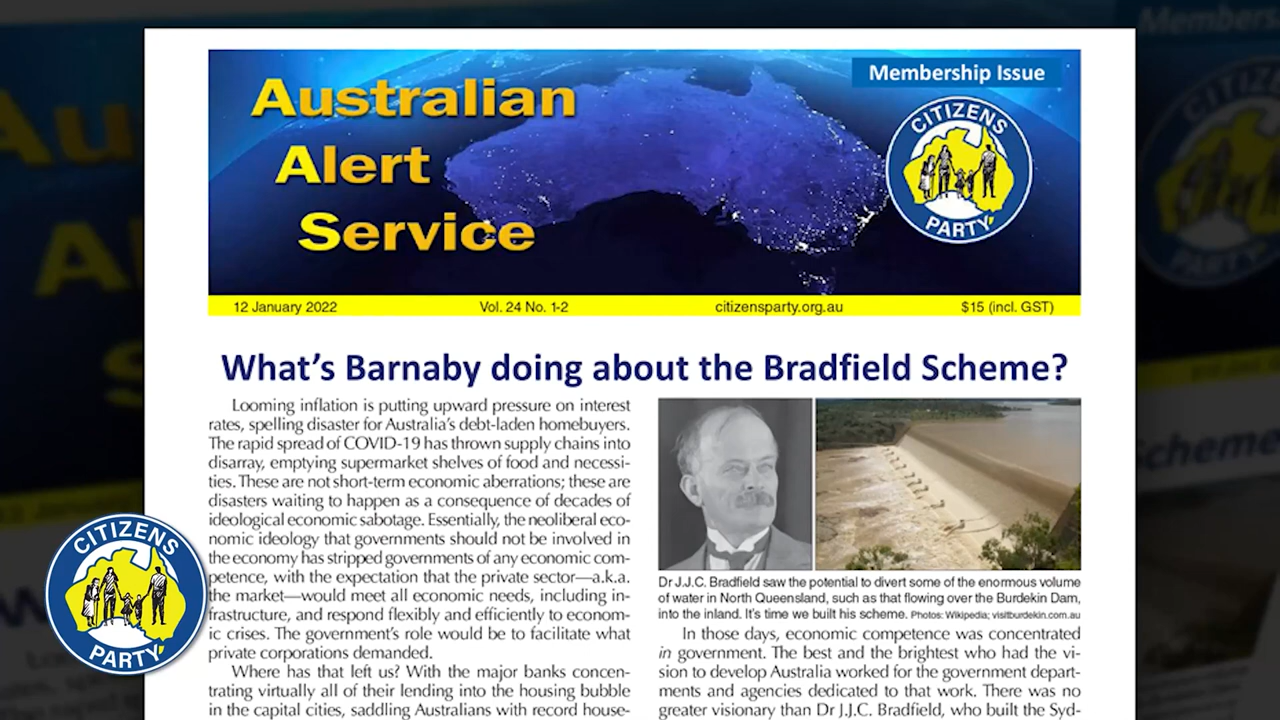 Australian
Alert
Service
Membership Issue
CITIZENS
PARTY
12 January 2022 Vol. 24 No. 1-2 citizensparty.org.au $15 (incl. GST)
What's Barnaby doing about the Bradfield Scheme?
Looming inflation is putting upward pressure on interest
rates, spelling disaster for Australia's debt-laden homebuyers.
The rapid spread of COVID-19 has thrown supply chains into
disarray, emptying supermarket shelves of food and necessi-
ties. These are not short-term economic aberrations; these are
disasters waiting to happen as a consequence of decades of
ideological economic sabotage. Essentially, the neoliberal eco-
nomic ideology that governments should not be involved in
the economy has stripped governments of any economic com-
petence, with the expectation that the private sector—a.k.a.
the market—would meet all economic needs, including in-
frastructure, and respond flexibly and efficiently to econom-
ic crises. The government's role would be to facilitate what
private corporations demanded.
Where has that left us? With the major banks concen-
trating virtually all of their lending into the housing bubble
in the capital cities, saddling Australians with record house-
Dr J.J.C. Bradfield saw the potential to divert some of the enormous volume
of water in North Queensland, such as that flowing over the Burdekin Dam,
into the inland. It's time we built his scheme. Photos: Wikipedia; visitburdekin.com.au
In those days, economic competence was concentrated
in government. The best and the brightest who had the vi-
sion to develop Australia worked for the government depart-
ments and agencies dedicated to that work. There was no
greater visionary than Dr J.J.C. Bradfield, who built the Syd-
CITIZENS
PARTY